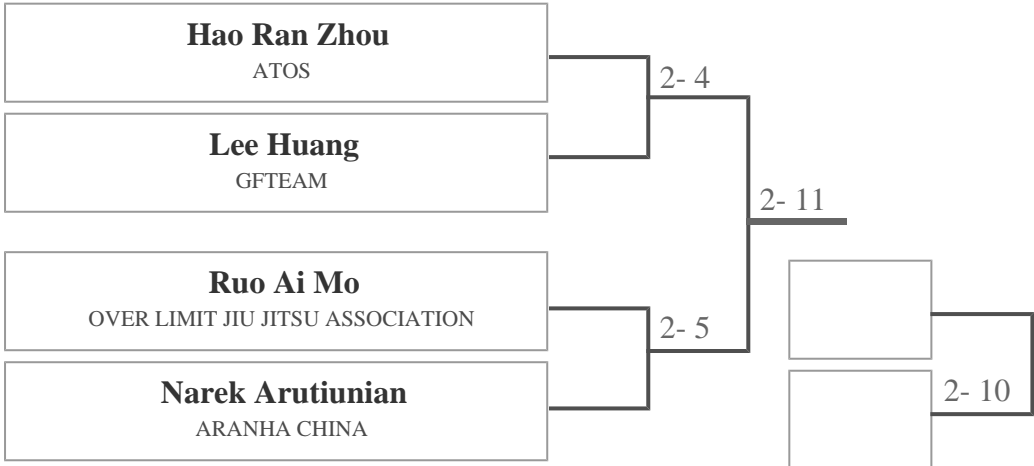 Hao Ran Zhou
ATOS
2- 4
Lee Huang
GFTEAM
2- 11
Ruo Ai Mo
OVER LIMIT JIU JITSU ASSOCIATION
2- 5
Narek Arutiunian
ARANHA CHINA
2- 10